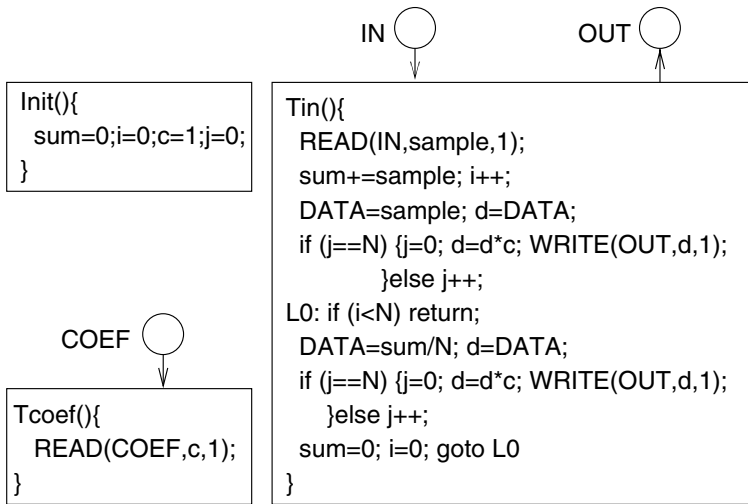 IN
OUT
Init(){
sum=0;i=0;c=1;j=0;
}
COEF
Tcoef(){
READ(COEF,c,1);
}
Tin(){
READ(IN,sample,1);
sum+=sample; i++;
DATA=sample; d=DATA;
if (j==N) {j=0; d=d*c; WRITE(OUT,d,1);
}else j++;
L0: if (i<N) return;
DATA=sum/N; d=DATA;
if (j==N) {j=0; d=d*c; WRITE(OUT,d,1);
}else j++;
sum=0; i=0; goto L0
}